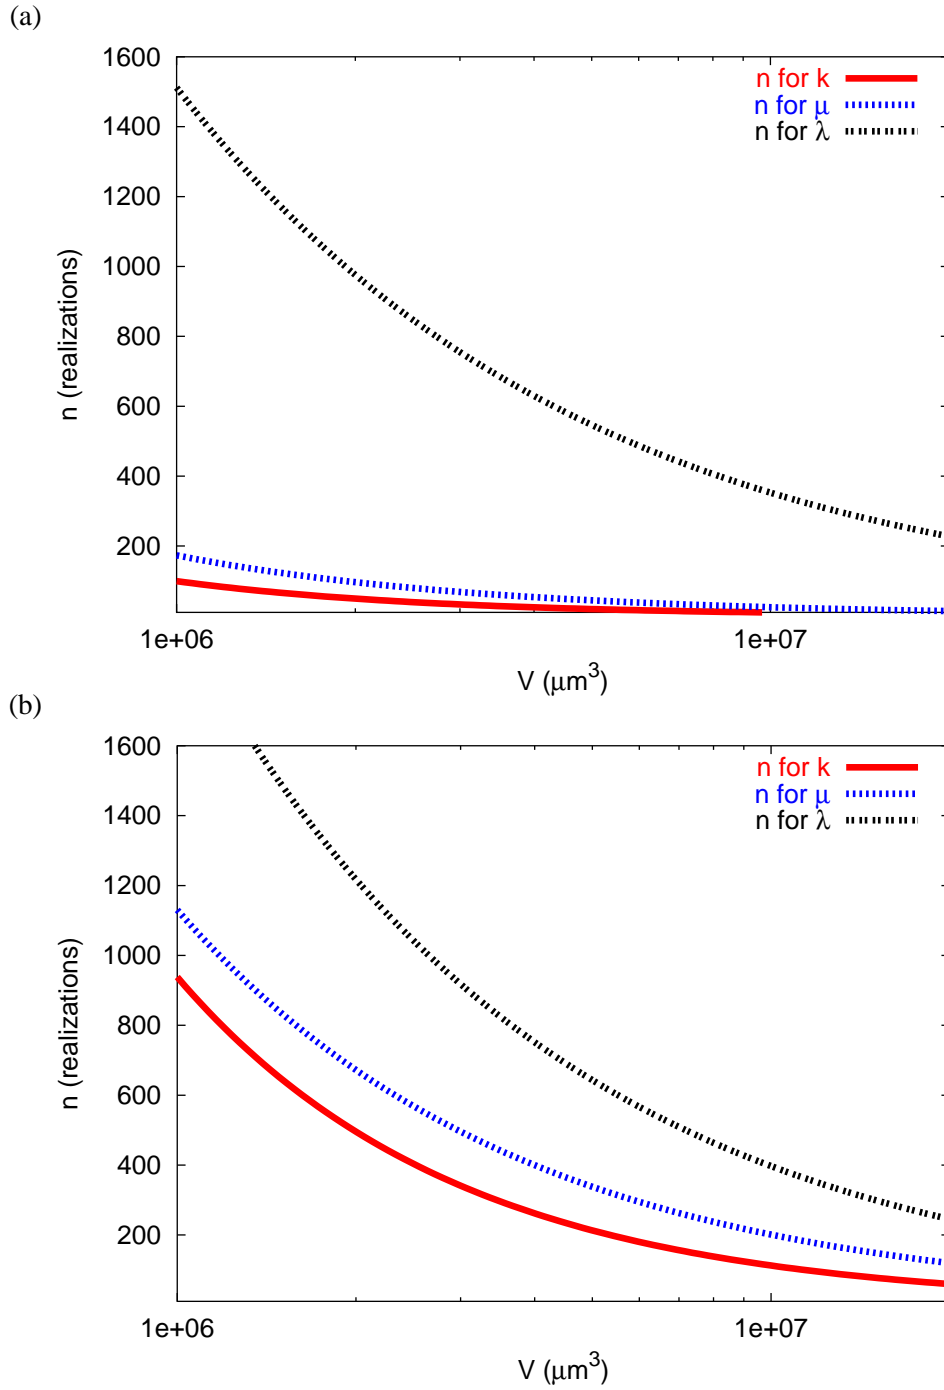 (a)
1600
1400
1200
1000
800
600
400
200
n (realizations)
n for k
n for μ
n for λ
1e+06
1e+07
V (μm³)
(b)
1600
1400
1200
1000
800
600
400
200
n (realizations)
n for k
n for μ
n for λ
1e+06
1e+07
V (μm³)